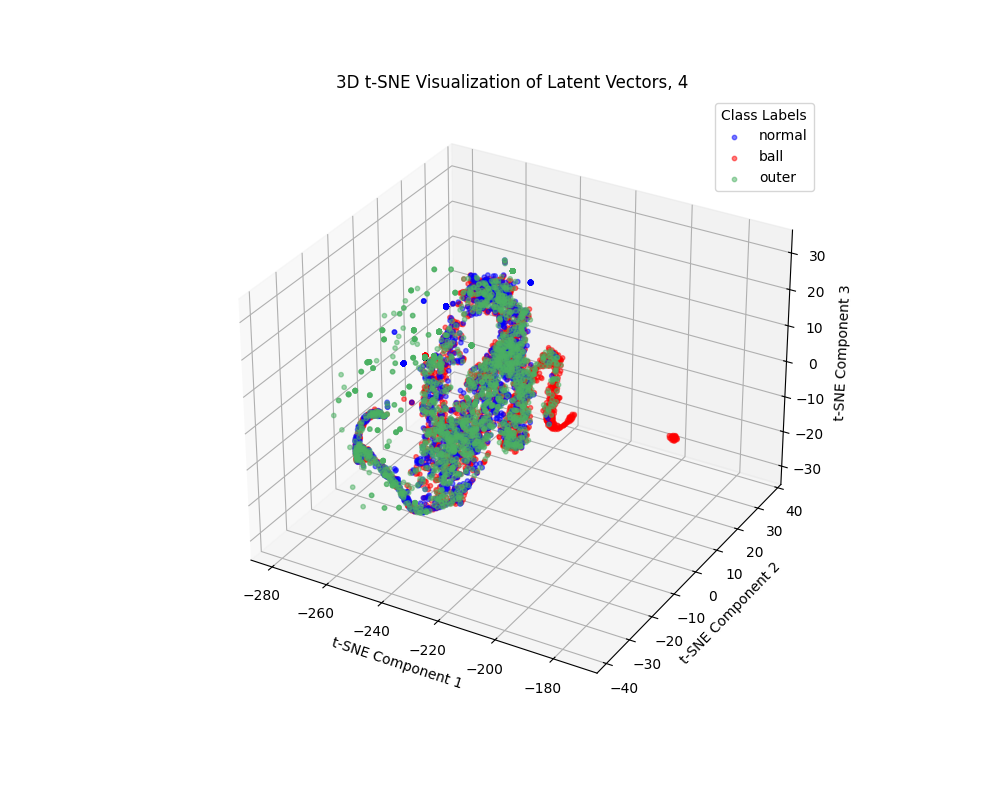 3D t-SNE Visualization of Latent Vectors, 4
Class Labels
normal
ball
outer
30
20
10
0
−10
−20
−30
t-SNE Component 3
−280
−260
−240
−220
−200
−180
t-SNE Component 1
40
30
20
10
0
−10
−20
−30
−40
t-SNE Component 2